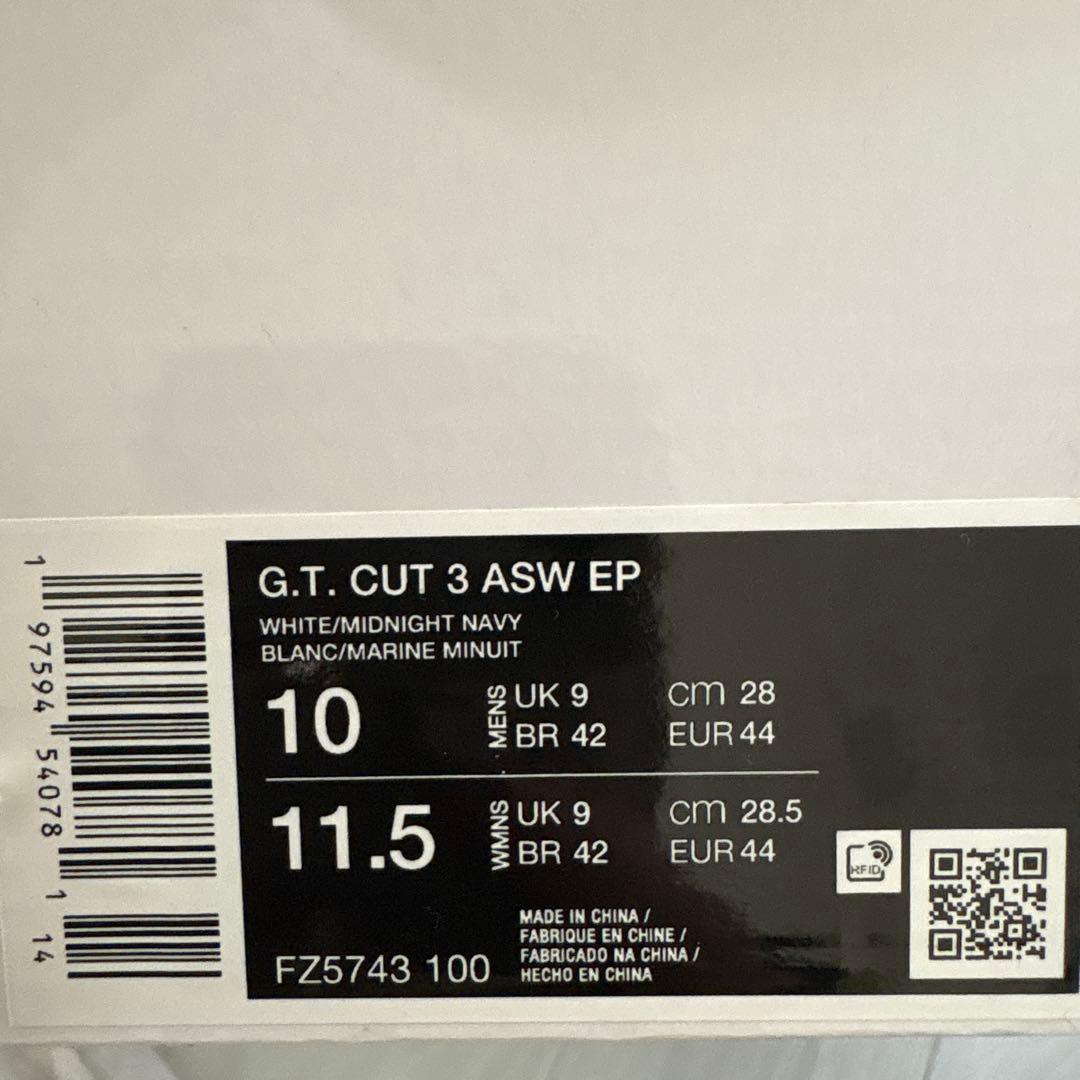 G.T. CUT 3 ASW EP
WHITE/MIDNIGHT NAVY
BLANC/MARINE MINUIT
10
MENS
UK 9 cm 28
BR 42 EUR 44
11.5
WMNS
UK 9 cm 28.5
BR 42 EUR 44
RFID
MADE IN CHINA /
FABRIQUE EN CHINE /
FABRICADO NA CHINA /
HECHO EN CHINA
FZ5743 100
1 97594 54078 1 14